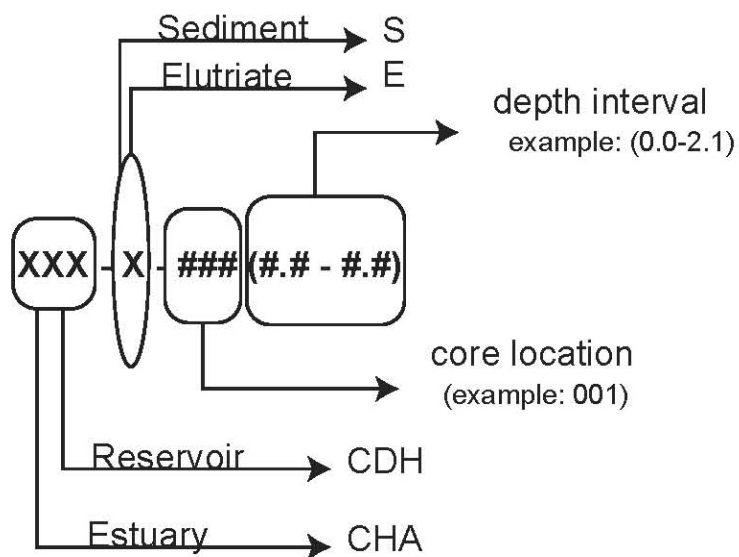 Sediment S
Elutriate E
depth interval
example: (0.0-2.1)
XXX - X - ### (#.# - #.#)
core location
(example: 001)
Reservoir CDH
Estuary CHA